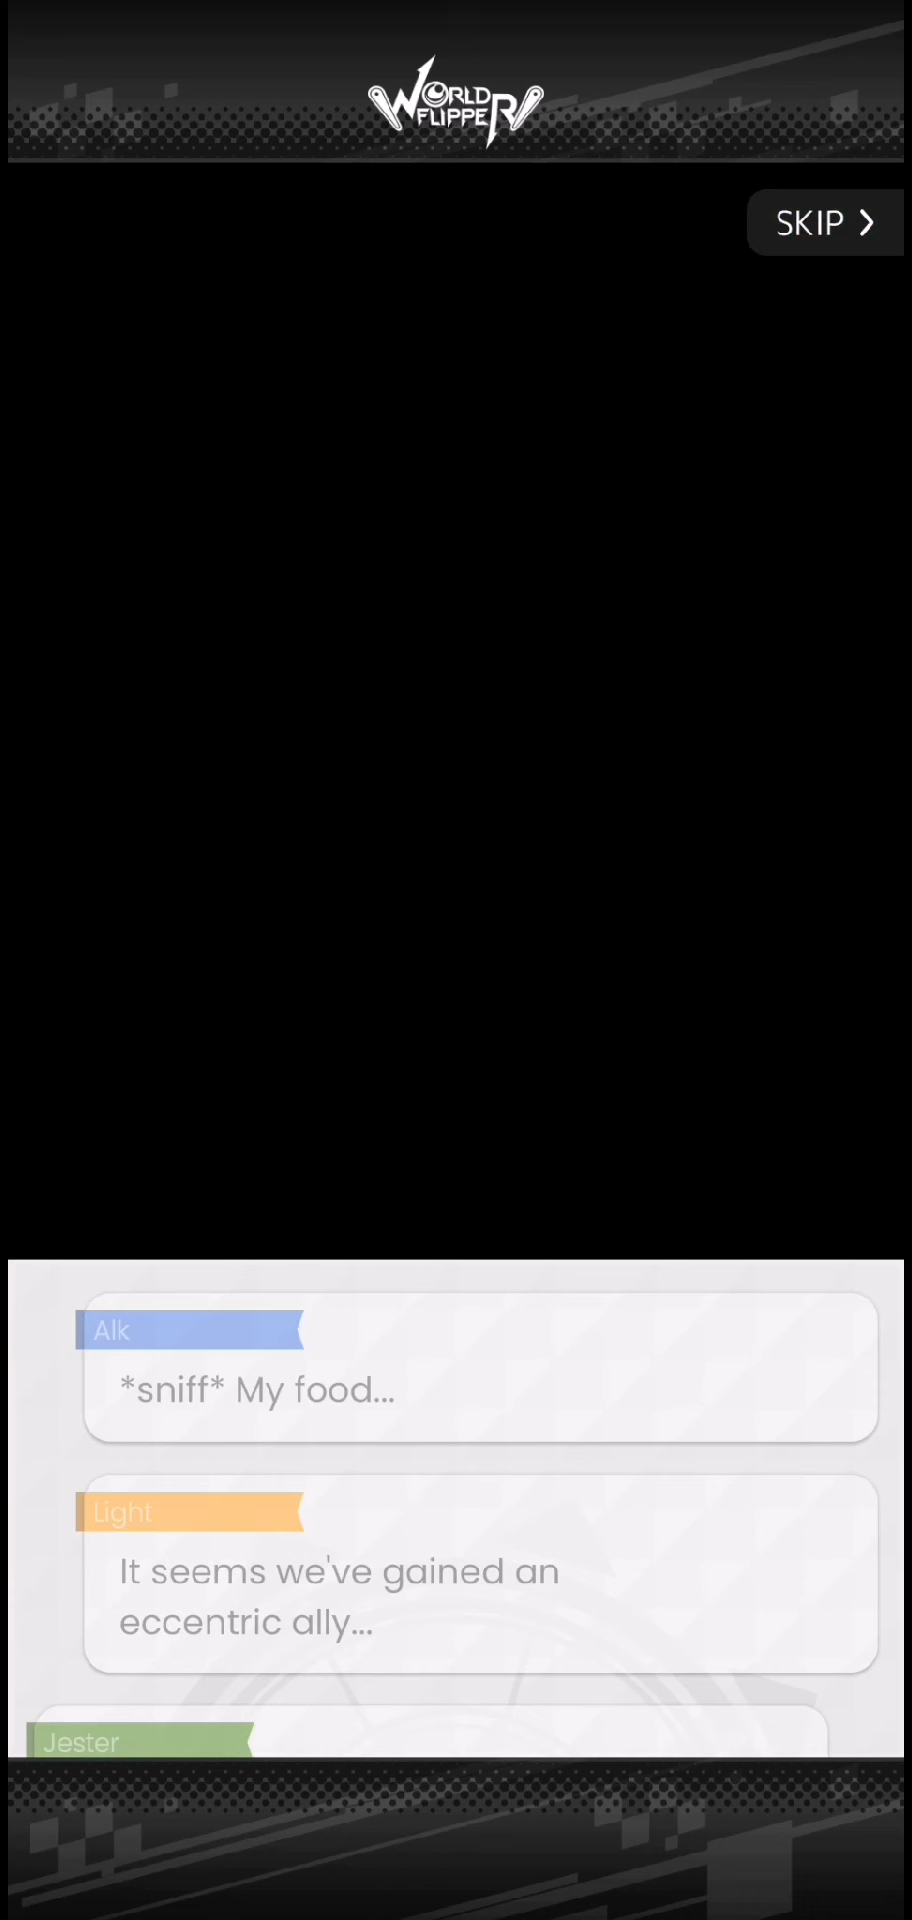 WORLD
FLIPPER
SKIP
Alk
*sniff* My food...
Light
It seems we've gained an
eccentric ally...
Jester